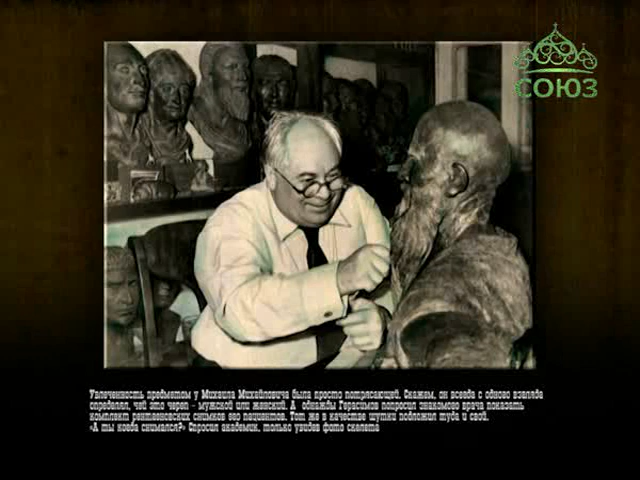 СОЮЗ
Увлеченность предметом у Михаила Михайловича была просто потрясающей. Скажем, он всегда с одного взгляда
определял, чей это череп - мужской или женский. А однажды Герасимов попросил знакомого врача показать
комплект рентгеновских снимков его пациентов. Тот же в качестве шутки подложил туда и свой.
«А ты когда снимался?» Спросил академик, только увидев фото скелета